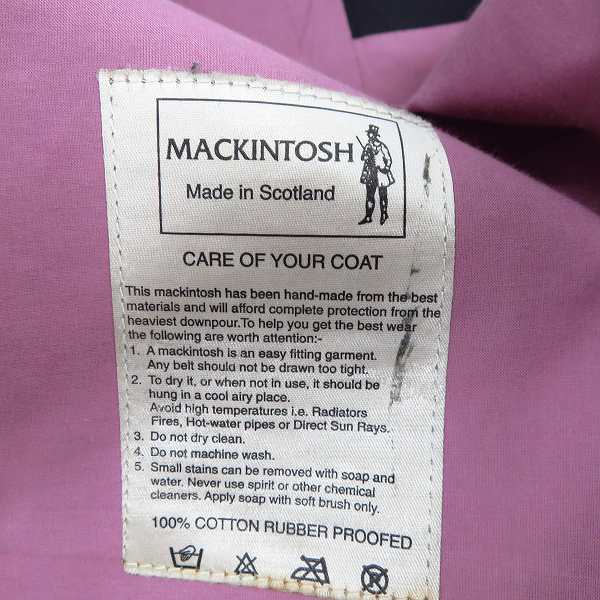 MACKINTOSH
Made in Scotland
CARE OF YOUR COAT
This mackintosh has been hand-made from the best
materials and will afford complete protection from the
heaviest downpour.To help you get the best wear
the following are worth attention:-
1. A mackintosh is an easy fitting garment.
Any belt should not be drawn too tight.
2. To dry it, or when not in use, it should be
hung in a cool airy place.
Avoid high temperatures i.e. Radiators
Fires, Hot-water pipes or Direct Sun Rays.
3. Do not dry clean.
4. Do not machine wash.
5. Small stains can be removed with soap and
water. Never use spirit or other chemical
cleaners. Apply soap with soft brush only.
100% COTTON RUBBER PROOFED